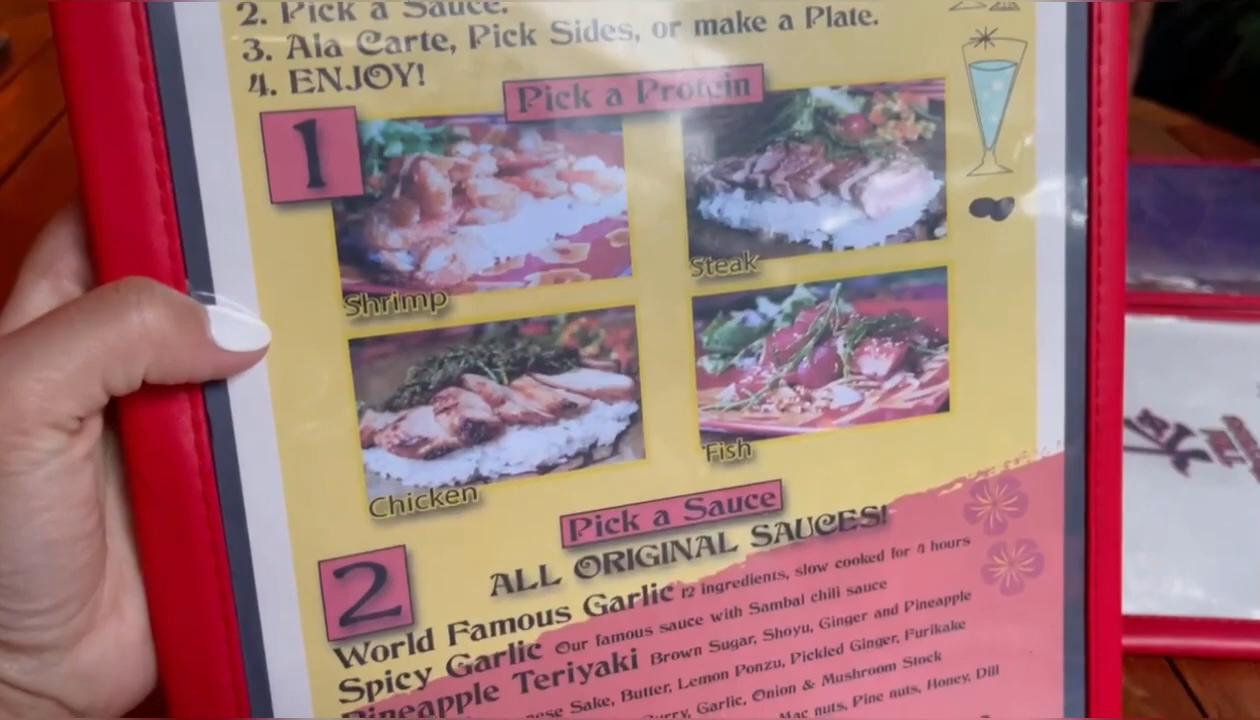 2. Pick a Sauce.
3. Ala Carte, Pick Sides, or make a Plate.
4. ENJOY!
Pick a Protein
1
Shrimp
Steak
Chicken
Fish
Pick a Sauce
2
ALL ORIGINAL SAUCES!
World Famous Garlic 12 ingredients, slow cooked for 4 hours
Spicy Garlic Our famous sauce with Sambal chili sauce
Pineapple Teriyaki Brown Sugar, Shoyu, Ginger and Pineapple
Sake, Butter, Lemon Ponzu, Pickled Ginger, Furikake
Curry, Garlic, Onion & Mushroom Stock
Mac nuts, Pine nuts, Honey, Dill